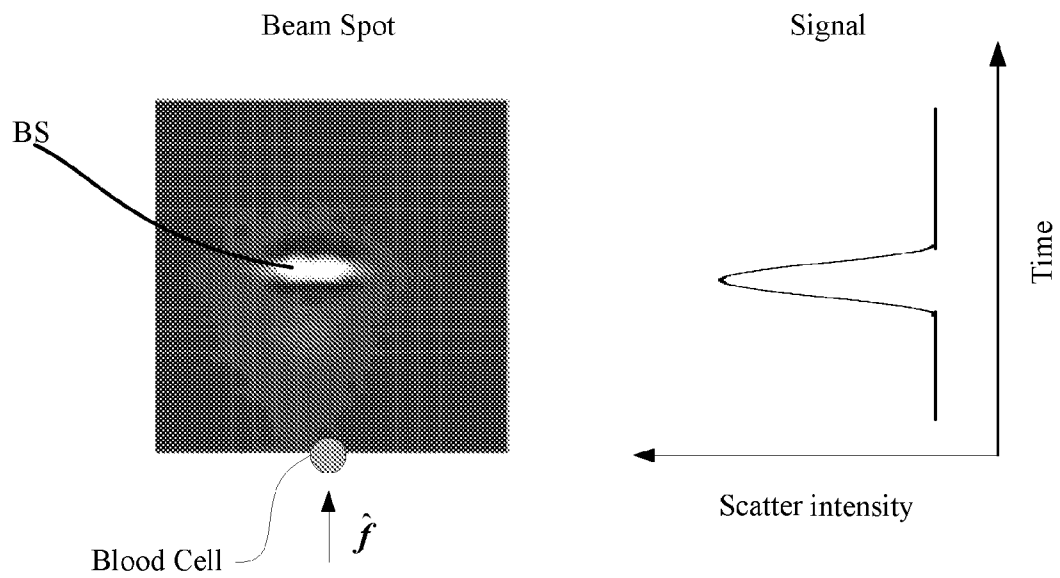 Beam Spot
Signal
BS
Time
Scatter intensity
f̂
Blood Cell